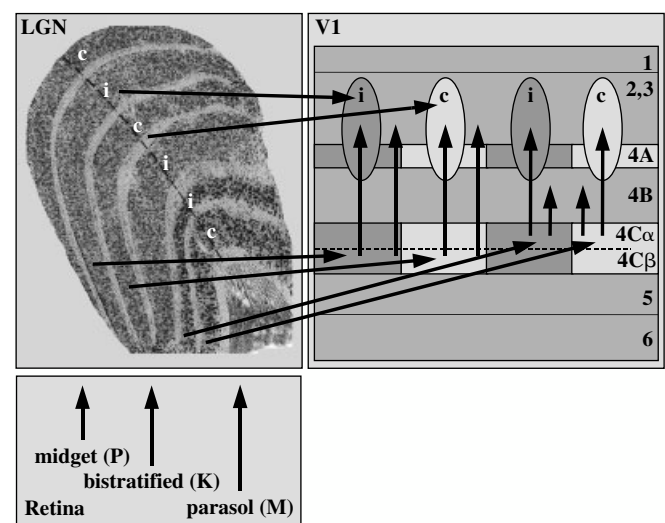 LGN
c
i
c
i
i
c
V1
1
i
c
i
c
2,3
4A
4B
4Cα
4Cβ
5
6
midget (P)
bistratified (K)
Retina
parasol (M)